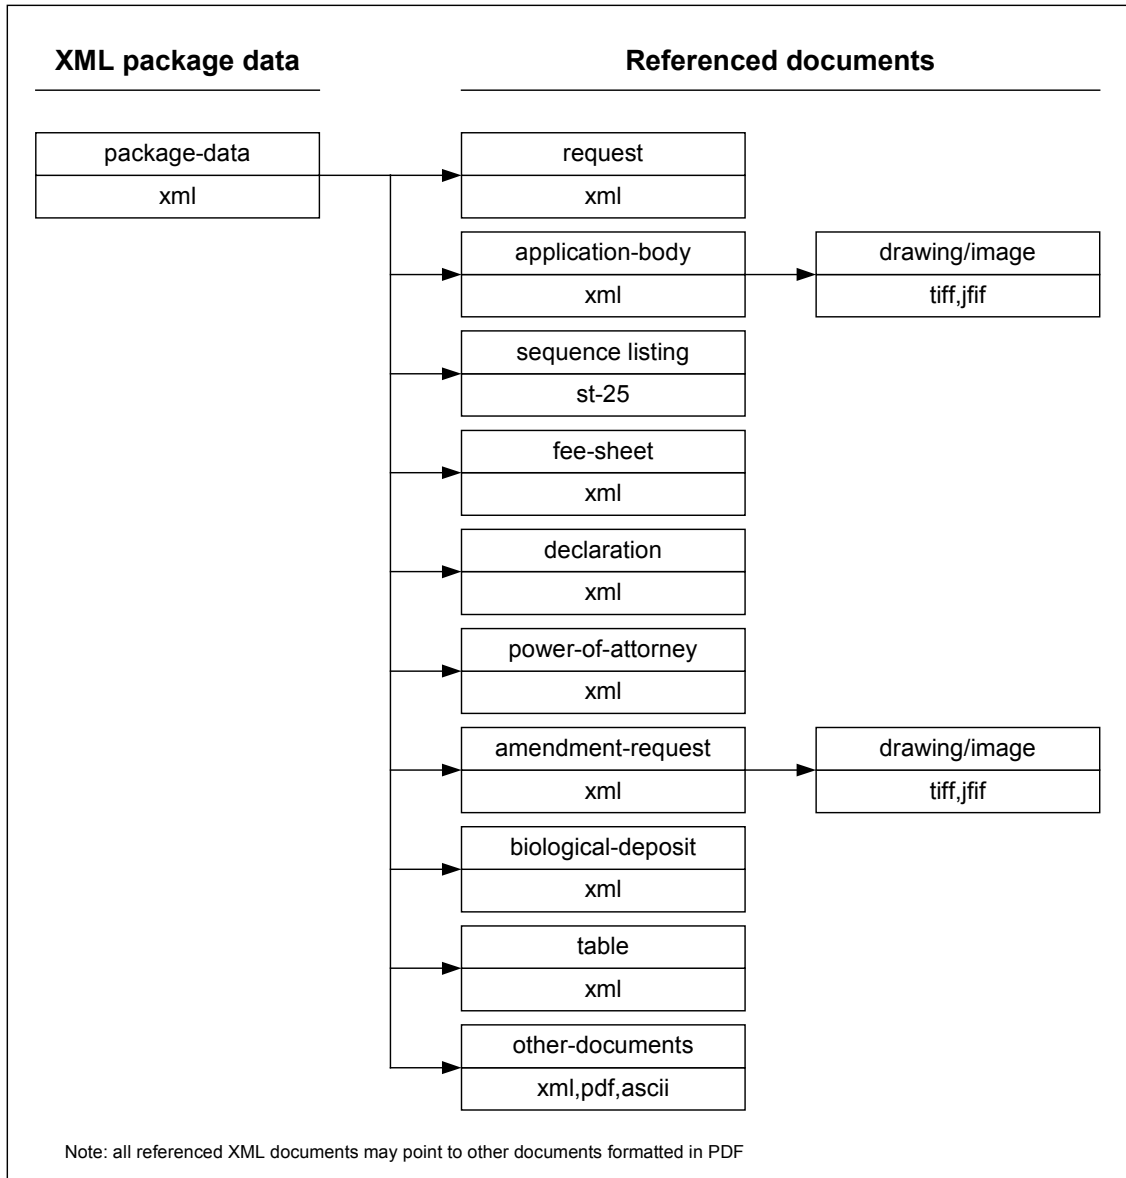 XML package data
Referenced documents
package-data
xml
request
xml
application-body
xml
drawing/image
tiff,jfif
sequence listing
st-25
fee-sheet
xml
declaration
xml
power-of-attorney
xml
amendment-request
xml
drawing/image
tiff,jfif
biological-deposit
xml
table
xml
other-documents
xml,pdf,ascii
Note: all referenced XML documents may point to other documents formatted in PDF